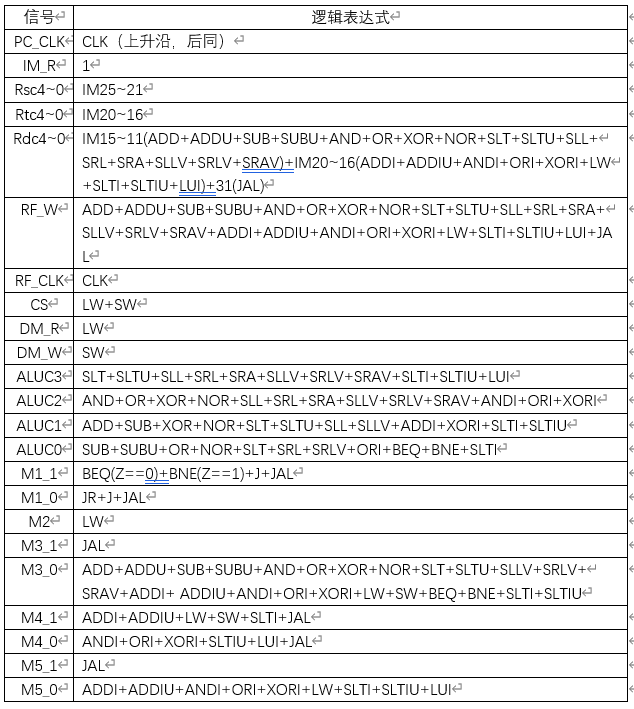 信号 逻辑表达式
PC_CLK CLK（上升沿，后同）
IM_R 1
Rsc4~0 IM25~21
Rtc4~0 IM20~16
Rdc4~0 IM15~11(ADD+ADDU+SUB+SUBU+AND+OR+XOR+NOR+SLT+SLTU+SLL+
SRL+SRA+SLLV+SRLV+SRAV)+IM20~16(ADDI+ADDIU+ANDI+ORI+XORI+LW
+SLTI+SLTIU+LUI)+31(JAL)
RF_W ADD+ADDU+SUB+SUBU+AND+OR+XOR+NOR+SLT+SLTU+SLL+SRL+SRA+
SLLV+SRLV+SRAV+ADDI+ADDIU+ANDI+ORI+XORI+LW+SLTI+SLTIU+LUI+JA
L
RF_CLK CLK
CS LW+SW
DM_R LW
DM_W SW
ALUC3 SLT+SLTU+SLL+SRL+SRA+SLLV+SRLV+SRAV+SLTI+SLTIU+LUI
ALUC2 AND+OR+XOR+NOR+SLL+SRL+SRA+SLLV+SRLV+SRAV+ANDI+ORI+XORI
ALUC1 ADD+SUB+XOR+NOR+SLT+SLTU+SLL+SLLV+ADDI+XORI+SLTI+SLTIU
ALUC0 SUB+SUBU+OR+NOR+SLT+SRL+SRLV+ORI+BEQ+BNE+SLTI
M1_1 BEQ(Z==0)+BNE(Z==1)+J+JAL
M1_0 JR+J+JAL
M2 LW
M3_1 JAL
M3_0 ADD+ADDU+SUB+SUBU+AND+OR+XOR+NOR+SLT+SLTU+SLLV+SRLV+
SRAV+ADDI+ ADDIU+ANDI+ORI+XORI+LW+SW+BEQ+BNE+SLTI+SLTIU
M4_1 ADDI+ADDIU+LW+SW+SLTI+JAL
M4_0 ANDI+ORI+XORI+SLTIU+LUI+JAL
M5_1 JAL
M5_0 ADDI+ADDIU+ANDI+ORI+XORI+LW+SLTI+SLTIU+LUI